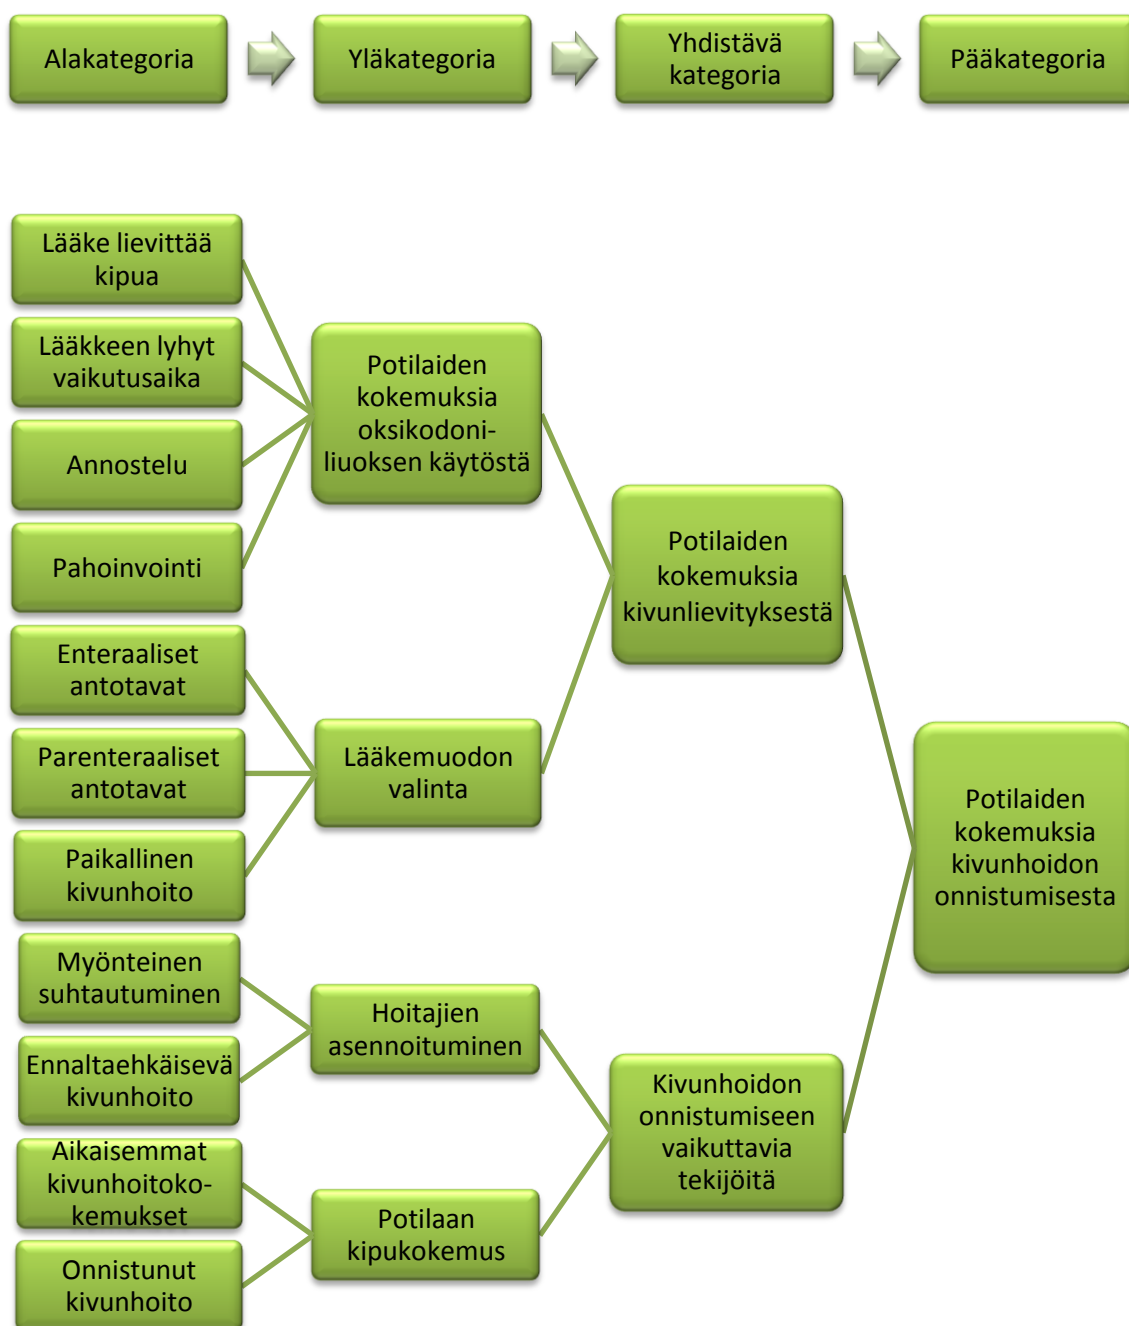 Alakategoria
Yläkategoria
Yhdistävä
kategoria
Pääkategoria
Lääke lievittää
kipua
Lääkkeen lyhyt
vaikutusaika
Annostelu
Pahoinvointi
Enteraaliset
antotavat
Parenteraaliset
antotavat
Paikallinen
kivunhoito
Myönteinen
suhtautuminen
Ennaltaehkäisevä
kivunhoito
Aikaisemmat
kivunhoitoko-
kemukset
Onnistunut
kivunhoito
Potilaiden
kokemuksia
oksikodoni-
liuoksen käytöstä
Lääkemuodon
valinta
Hoitajien
asennoituminen
Potilaan
kipukokemus
Potilaiden
kokemuksia
kivunlievityksestä
Kivunhoidon
onnistumiseen
vaikuttavia
tekijöitä
Potilaiden
kokemuksia
kivunhoidon
onnistumisesta